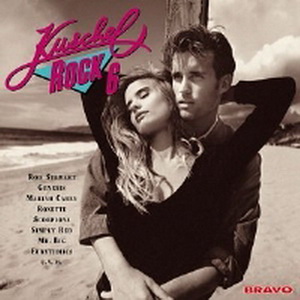 Kuschel
ROCK
6
ROD STEWART
GENESIS
MARIAH CAREY
ROXETTE
SCORPIONS
SIMPLY RED
MR. BIG
EURYTHMICS
U.V.A.
BRAVO